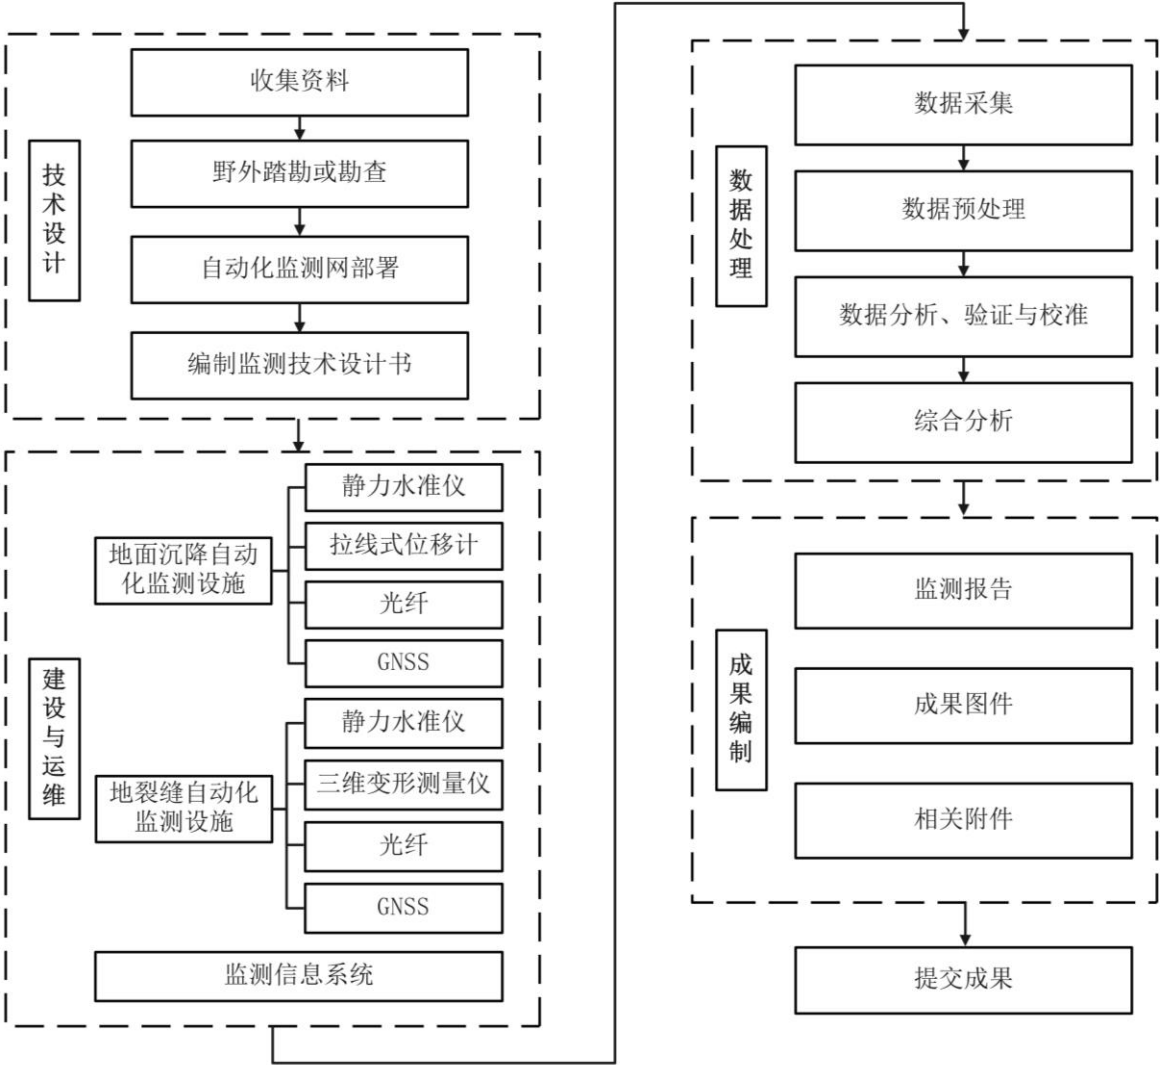 技术设计
收集资料
野外踏勘或勘查
自动化监测网部署
编制监测技术设计书
建设与运维
地面沉降自动
化监测设施
静力水准仪
拉线式位移计
光纤
GNSS
地裂缝自动化
监测设施
静力水准仪
三维变形测量仪
光纤
GNSS
监测信息系统
数据处理
数据采集
数据预处理
数据分析、验证与校准
综合分析
成果编制
监测报告
成果图件
相关附件
提交成果